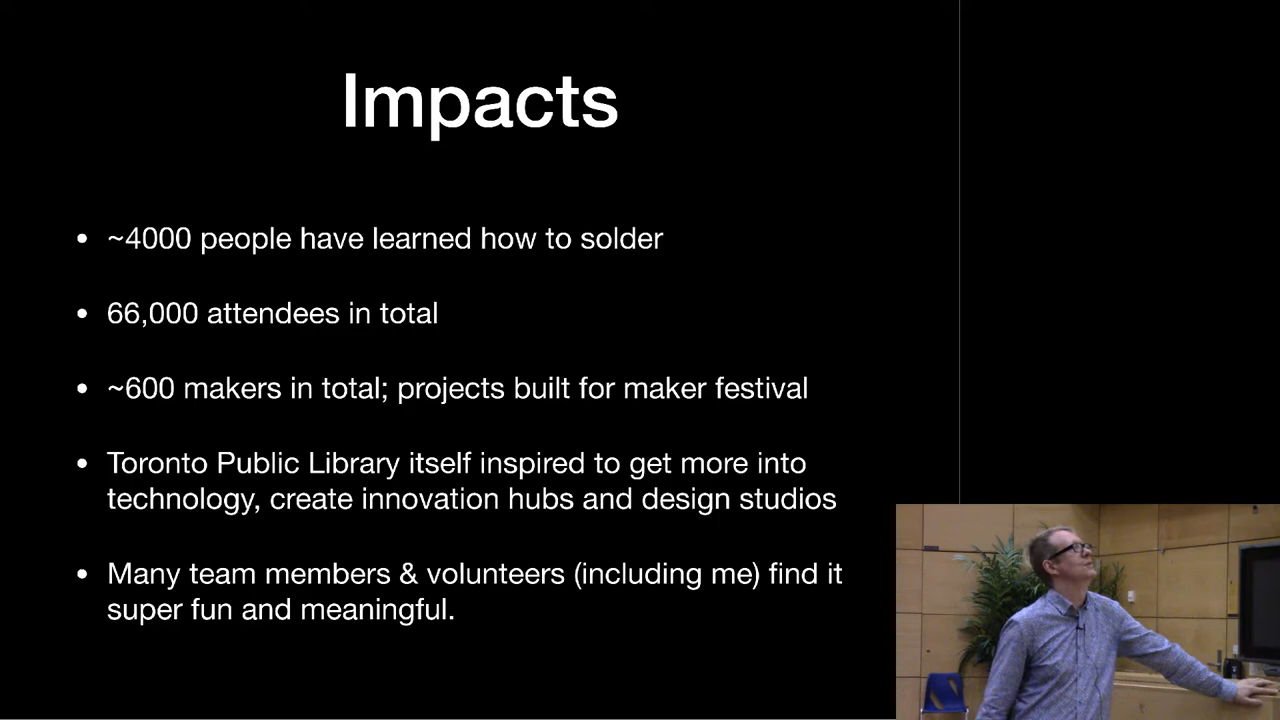 Impacts
• ~4000 people have learned how to solder
• 66,000 attendees in total
• ~600 makers in total; projects built for maker festival
• Toronto Public Library itself inspired to get more into
technology, create innovation hubs and design studios
• Many team members & volunteers (including me) find it
super fun and meaningful.